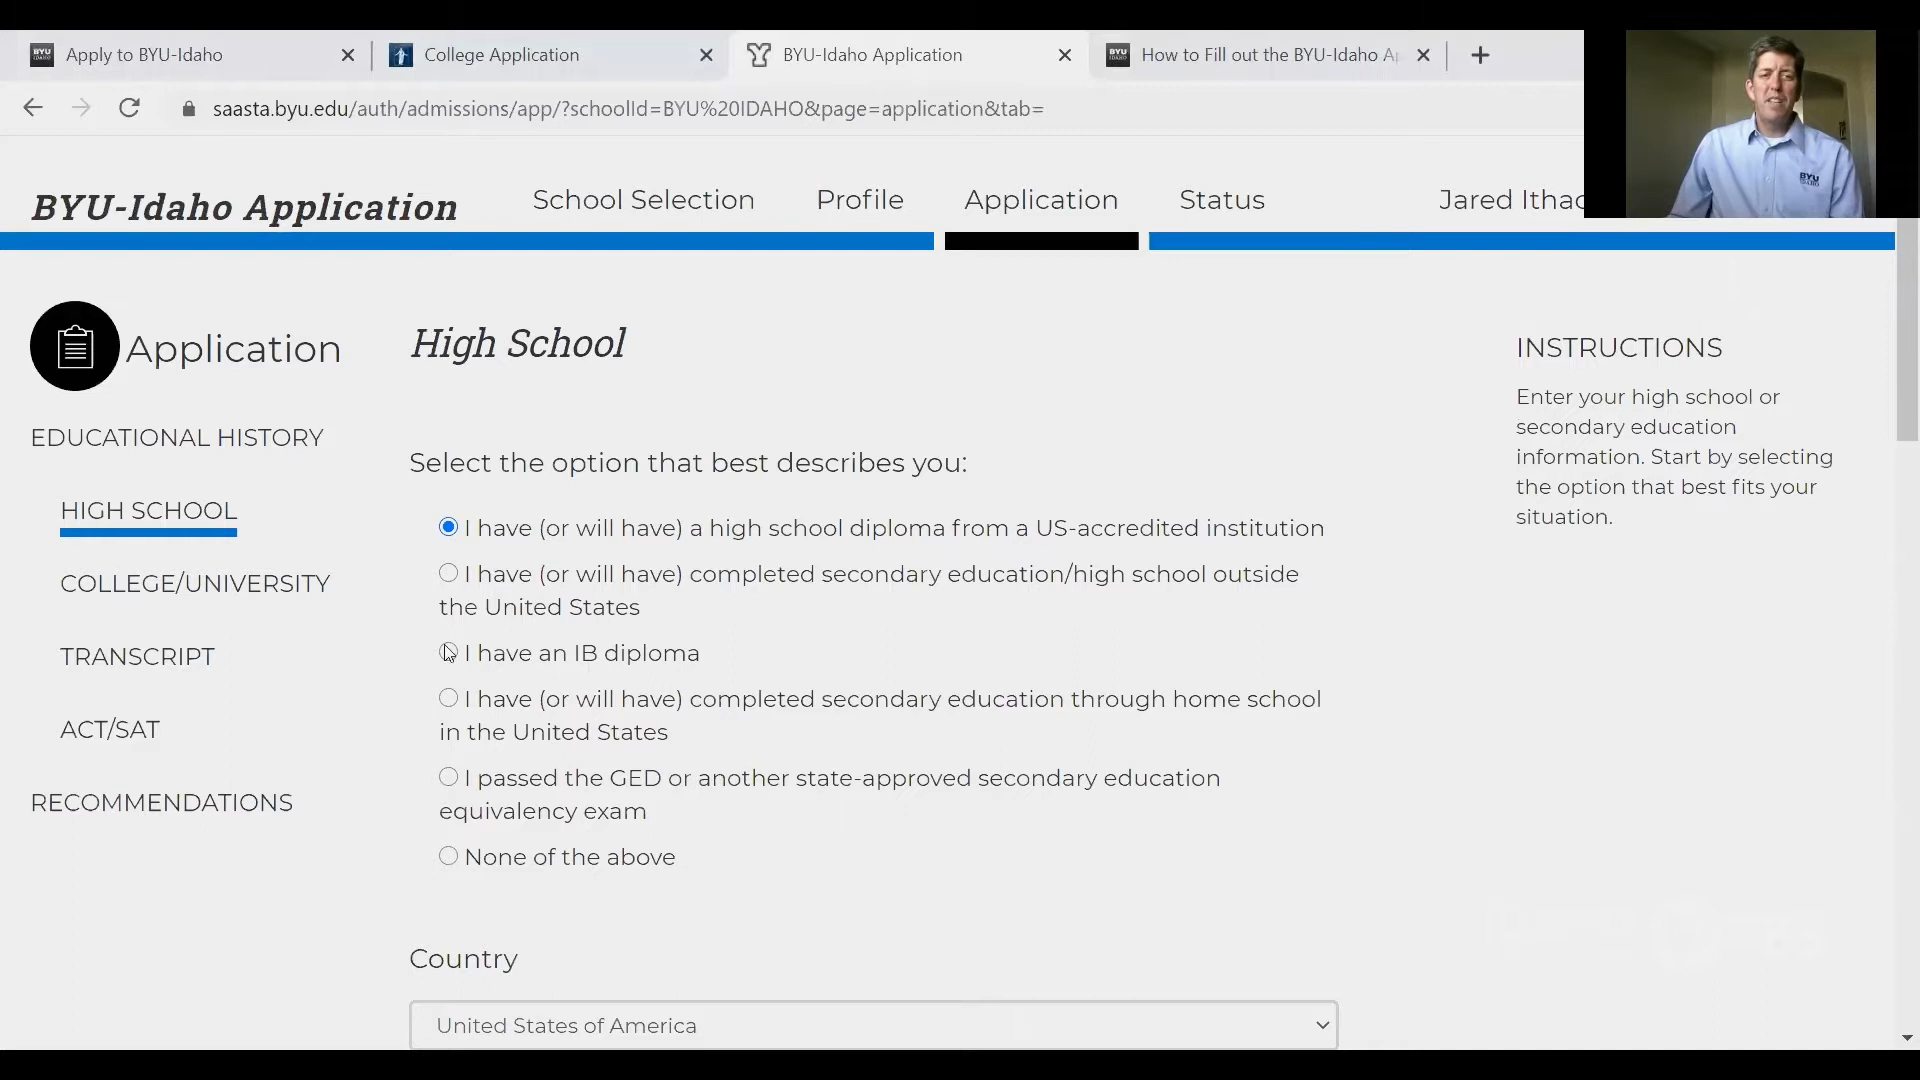 Apply to BYU-Idaho
College Application
BYU-Idaho Application
How to Fill out the BYU-Idaho Ap
saasta.byu.edu/auth/admissions/app/?schoolId=BYU%20IDAHO&page=application&tab=
BYU-Idaho Application
School Selection
Profile
Application
Status
Jared Ithac
BYU
IDAHO
Application
EDUCATIONAL HISTORY
HIGH SCHOOL
COLLEGE/UNIVERSITY
TRANSCRIPT
ACT/SAT
RECOMMENDATIONS
High School
Select the option that best describes you:
I have (or will have) a high school diploma from a US-accredited institution
I have (or will have) completed secondary education/high school outside
the United States
I have an IB diploma
I have (or will have) completed secondary education through home school
in the United States
I passed the GED or another state-approved secondary education
equivalency exam
None of the above
Country
United States of America
INSTRUCTIONS
Enter your high school or
secondary education
information. Start by selecting
the option that best fits your
situation.